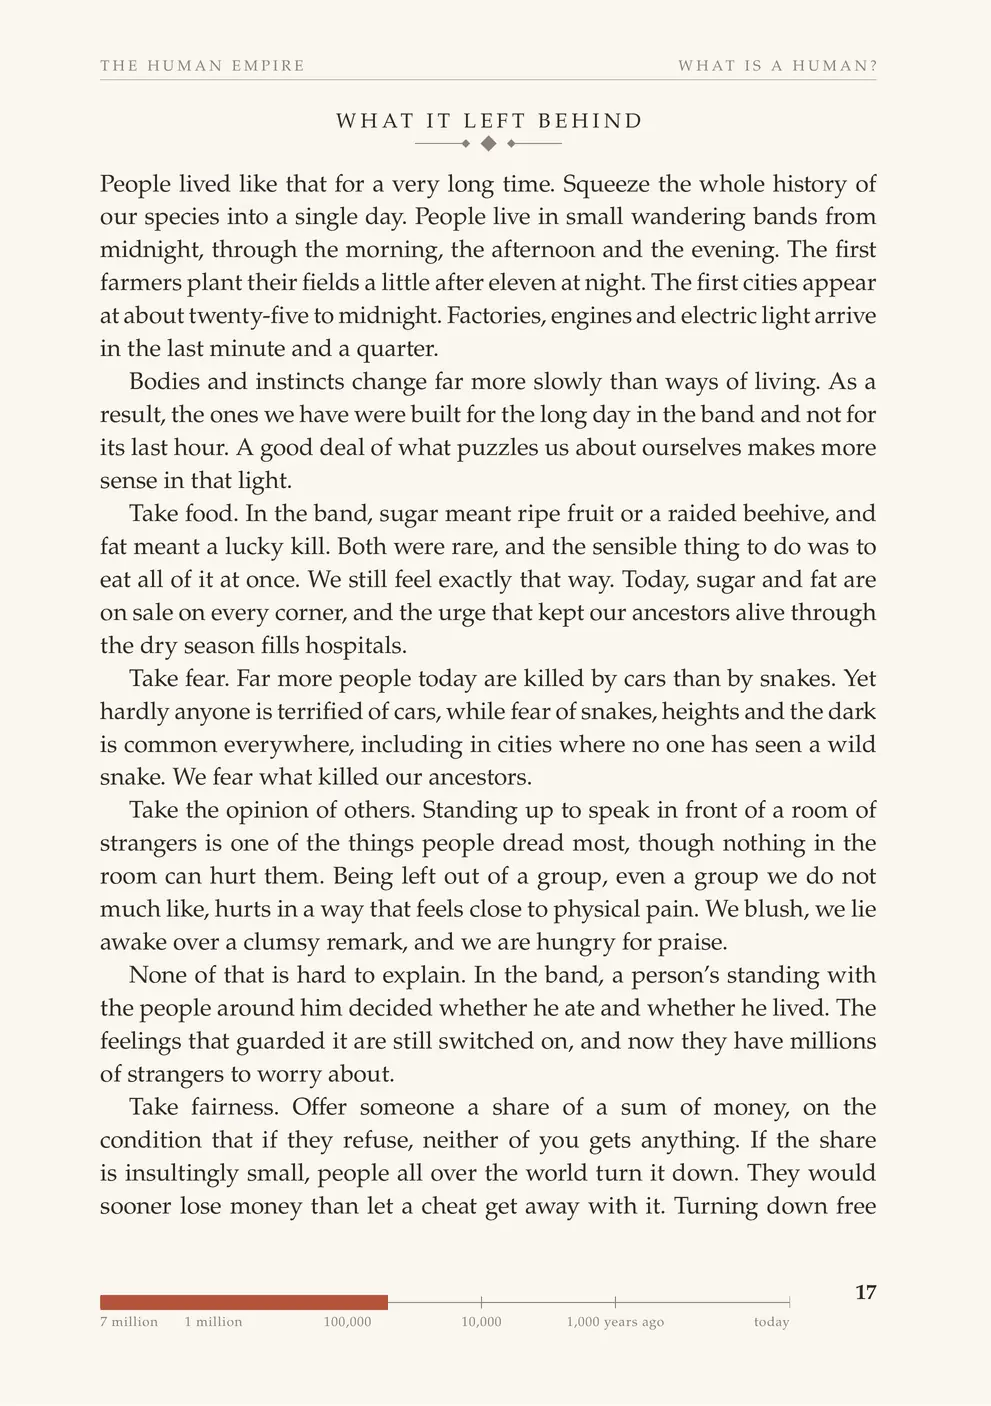 THE HUMAN EMPIRE
WHAT IS A HUMAN?
WHAT IT LEFT BEHIND
People lived like that for a very long time. Squeeze the whole history of
our species into a single day. People live in small wandering bands from
midnight, through the morning, the afternoon and the evening. The first
farmers plant their fields a little after eleven at night. The first cities appear
at about twenty-five to midnight. Factories, engines and electric light arrive
in the last minute and a quarter.
Bodies and instincts change far more slowly than ways of living. As a
result, the ones we have were built for the long day in the band and not for
its last hour. A good deal of what puzzles us about ourselves makes more
sense in that light.
Take food. In the band, sugar meant ripe fruit or a raided beehive, and
fat meant a lucky kill. Both were rare, and the sensible thing to do was to
eat all of it at once. We still feel exactly that way. Today, sugar and fat are
on sale on every corner, and the urge that kept our ancestors alive through
the dry season fills hospitals.
Take fear. Far more people today are killed by cars than by snakes. Yet
hardly anyone is terrified of cars, while fear of snakes, heights and the dark
is common everywhere, including in cities where no one has seen a wild
snake. We fear what killed our ancestors.
Take the opinion of others. Standing up to speak in front of a room of
strangers is one of the things people dread most, though nothing in the
room can hurt them. Being left out of a group, even a group we do not
much like, hurts in a way that feels close to physical pain. We blush, we lie
awake over a clumsy remark, and we are hungry for praise.
None of that is hard to explain. In the band, a person’s standing with
the people around him decided whether he ate and whether he lived. The
feelings that guarded it are still switched on, and now they have millions
of strangers to worry about.
Take fairness. Offer someone a share of a sum of money, on the
condition that if they refuse, neither of you gets anything. If the share
is insultingly small, people all over the world turn it down. They would
sooner lose money than let a cheat get away with it. Turning down free
17
7 million 1 million 100,000 10,000 1,000 years ago today